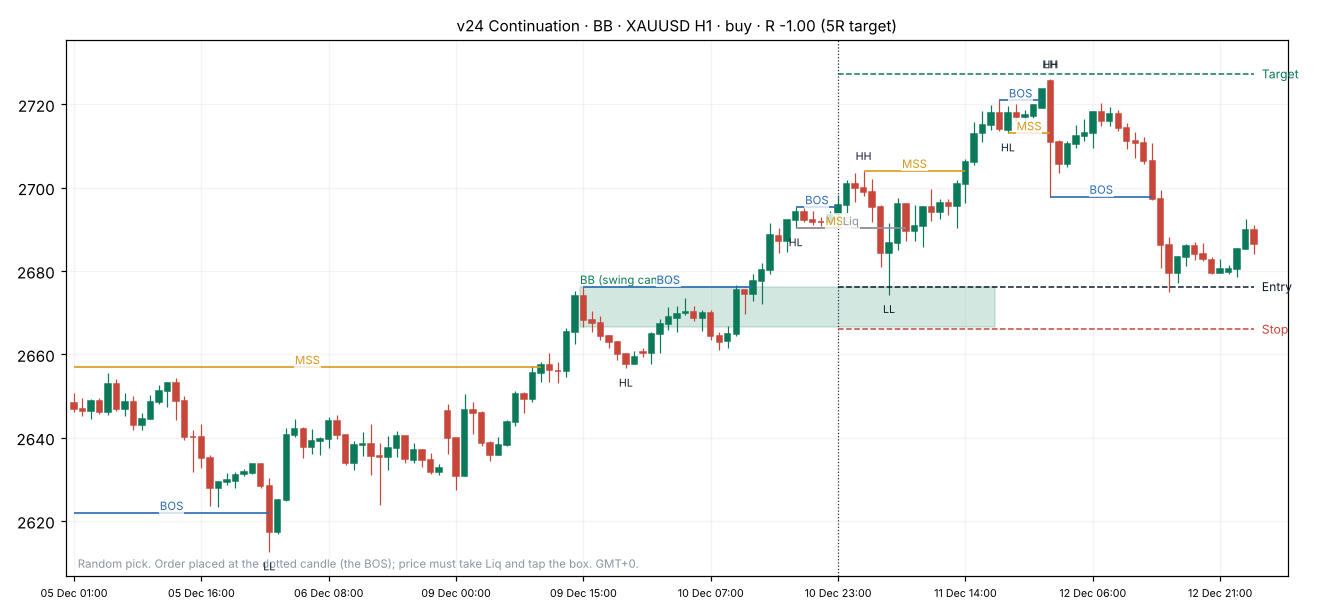 v24 Continuation · BB · XAUUSD H1 · buy · R -1.00 (5R target)
Target
HH
BOS
2720
MSS
HL
HH
MSS
2700
BOS
BOS
Liq
HL
2680
BB (swing can
BOS
Entry
LL
Stop
2660
MSS
HL
2640
BOS
2620
Random pick. Order placed at the dotted candle (the BOS); price must take Liq and tap the box. GMT+0.
LL
05 Dec 01:00 05 Dec 16:00 06 Dec 08:00 09 Dec 00:00 09 Dec 15:00 10 Dec 07:00 10 Dec 23:00 11 Dec 14:00 12 Dec 06:00 12 Dec 21:00